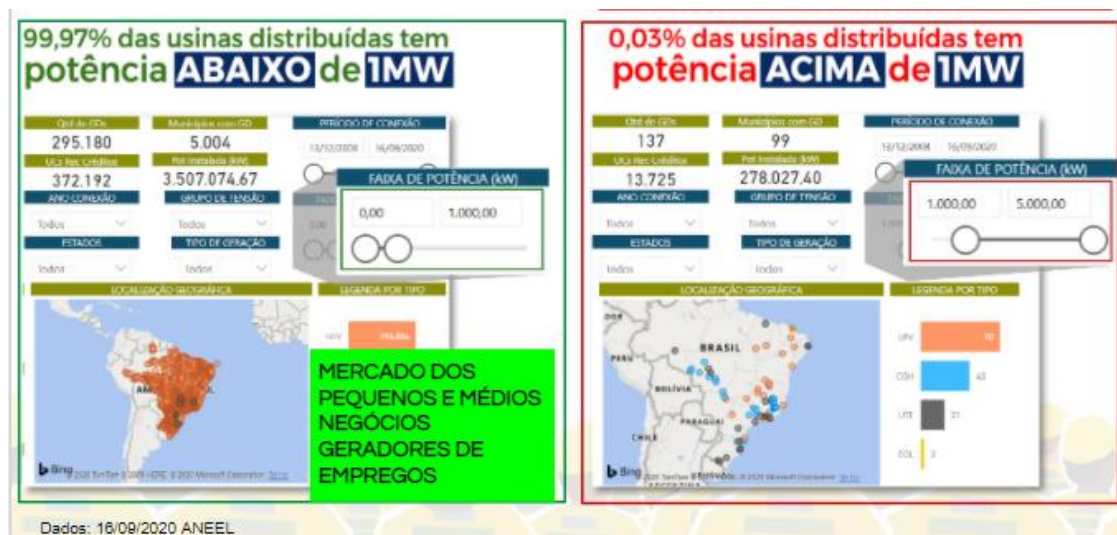 99,97% das usinas distribuídas tem
potência ABAIXO de 1MW
Qtd de GDs
Municípios com GD
PERÍODO DE CONEXÃO
295.180
5.004
13/12/2008
16/09/2020
UCs Rec Créditos
Pot Instalada (kW)
372.192
3.507.074,67
FAIXA DE POTÊNCIA (kW)
0,00
1.000,00
ANO CONEXÃO
GRUPO DE TENSÃO
Todos
Todos
ESTADOS
TIPO DE GERAÇÃO
Todos
Todos
LOCALIZAÇÃO GEOGRÁFICA
LEGENDA POR TIPO
UFV
MERCADO DOS
PEQUENOS E MÉDIOS
NEGÓCIOS
GERADORES DE
EMPREGOS
Bing
0,03% das usinas distribuídas tem
potência ACIMA de 1MW
Qtd de GDs
Municípios com GD
PERÍODO DE CONEXÃO
137
99
13/12/2008
16/09/2020
UCs Rec Créditos
Pot Instalada (kW)
13.725
278.027,40
FAIXA DE POTÊNCIA (kW)
1.000,00
5.000,00
ANO CONEXÃO
GRUPO DE TENSÃO
Todos
Todos
ESTADOS
TIPO DE GERAÇÃO
Todos
Todos
LOCALIZAÇÃO GEOGRÁFICA
LEGENDA POR TIPO
BRASIL
PERU
BOLÍVIA
PARAGUAI
CHILE
ARGENTINA
UFV
CGH
43
UTE
21
EOL
3
Bing
Dados: 16/09/2020 ANEEL